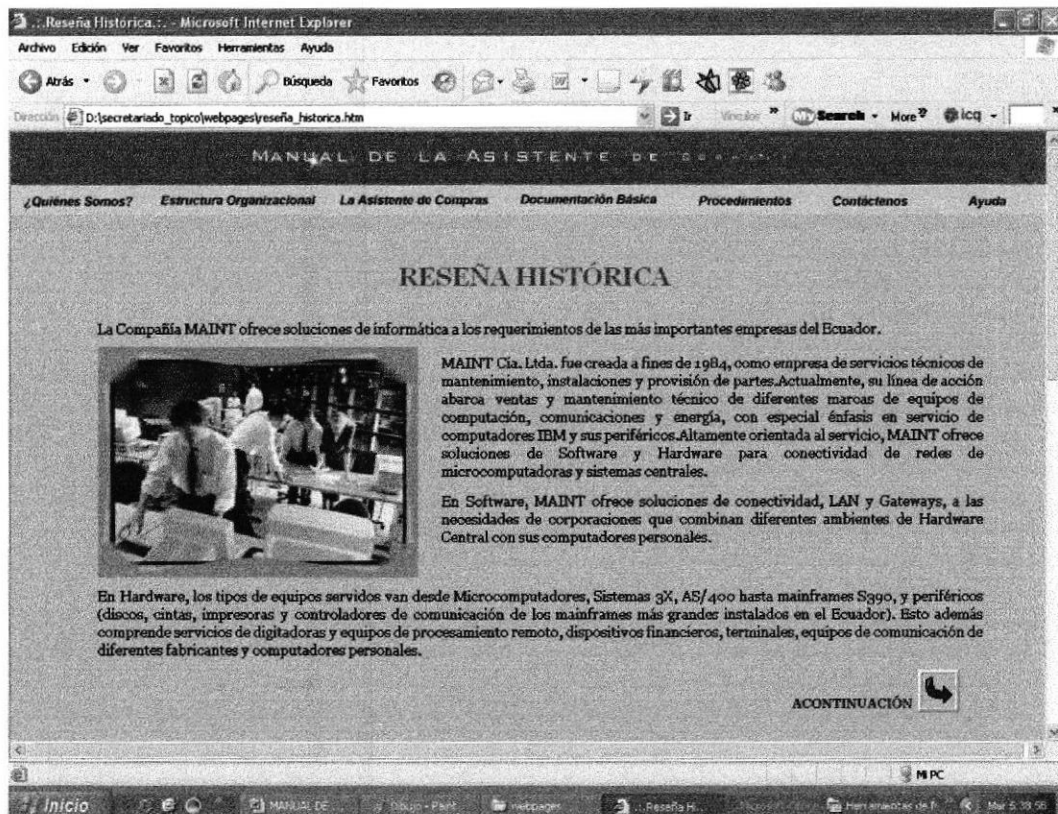 .:.Reseña Histórica.:. - Microsoft Internet Explorer
Archivo Edición Ver Favoritos Herramientas Ayuda
Atrás Búsqueda Favoritos
Dirección D:\secretariado_topico\webpages\reseña_historica.htm Ir Vínculos » My Search More » icq
MANUAL DE LA ASISTENTE DE
¿Quiénes Somos? Estructura Organizacional La Asistente de Compras Documentación Básica Procedimientos Contáctenos Ayuda
RESEÑA HISTÓRICA
La Compañía MAINT ofrece soluciones de informática a los requerimientos de las más importantes empresas del Ecuador.
MAINT Cía. Ltda. fue creada a fines de 1984, como empresa de servicios técnicos de
mantenimiento, instalaciones y provisión de partes.Actualmente, su línea de acción
abarca ventas y mantenimiento técnico de diferentes marcas de equipos de
computación, comunicaciones y energía, con especial énfasis en servicio de
computadores IBM y sus periféricos.Altamente orientada al servicio, MAINT ofrece
soluciones de Software y Hardware para conectividad de redes de
microcomputadoras y sistemas centrales.
En Software, MAINT ofrece soluciones de conectividad, LAN y Gateways, a las
necesidades de corporaciones que combinan diferentes ambientes de Hardware
Central con sus computadores personales.
En Hardware, los tipos de equipos servidos van desde Microcomputadores, Sistemas 3X, AS/400 hasta mainframes S390, y periféricos
(discos, cintas, impresoras y controladores de comunicación de los mainframes más grandes instalados en el Ecuador). Esto además
comprende servicios de digitadoras y equipos de procesamiento remoto, dispositivos financieros, terminales, equipos de comunicación de
diferentes fabricantes y computadores personales.
ACONTINUACIÓN
Mi PC
Inicio MANUAL DE ... Dibujo - Paint webpages .:.Reseña H... Microsoft Office Herramientas de M Mar 5:38:56